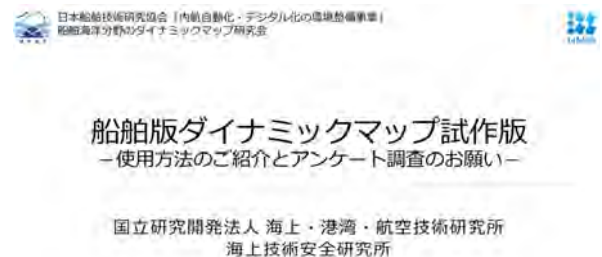 日本船舶技術研究協会「内航自動化・デジタル化の環境整備事業」
船舶海洋分野のダイナミックマップ研究会
船舶版ダイナミックマップ試作版
－使用方法のご紹介とアンケート調査のお願い－
国立研究開発法人 海上・港湾・航空技術研究所
海上技術安全研究所